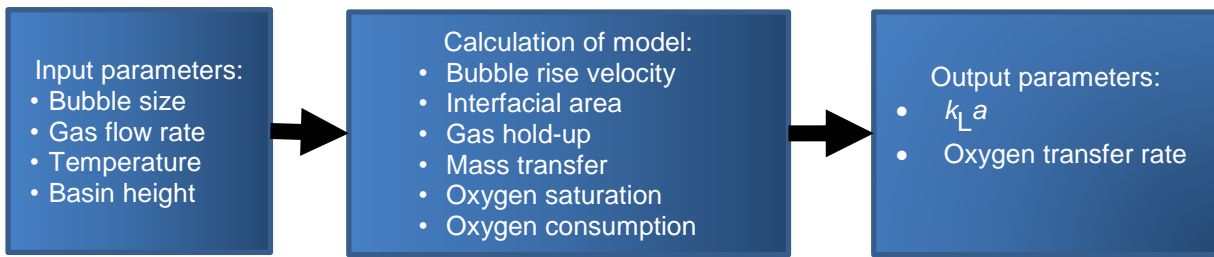 Input parameters:
• Bubble size
• Gas flow rate
• Temperature
• Basin height
Calculation of model:
• Bubble rise velocity
• Interfacial area
• Gas hold-up
• Mass transfer
• Oxygen saturation
• Oxygen consumption
Output parameters:
• kLa
• Oxygen transfer rate